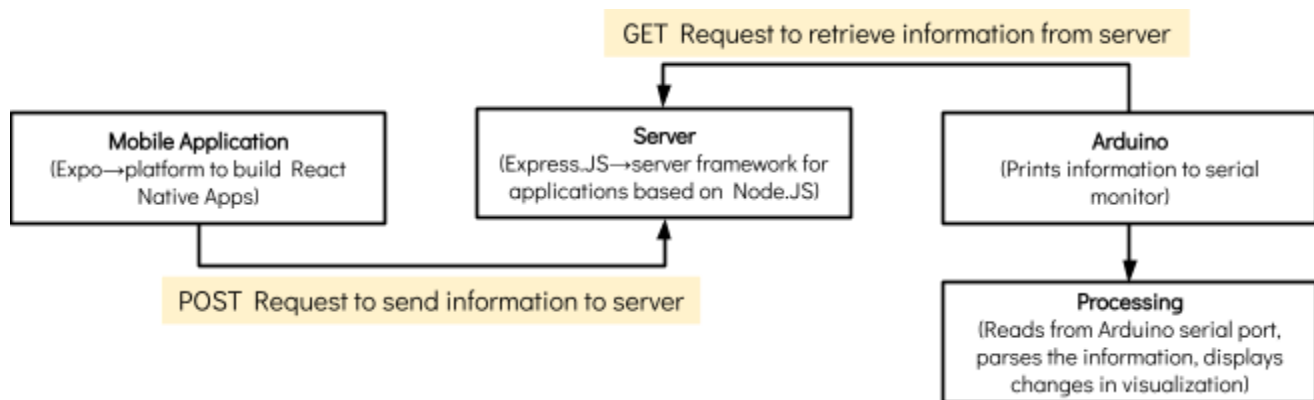 GET Request to retrieve information from server
Mobile Application
(Expo→platform to build React
Native Apps)
Server
(Express.JS→server framework for
applications based on Node.JS)
Arduino
(Prints information to serial
monitor)
POST Request to send information to server
Processing
(Reads from Arduino serial port,
parses the information, displays
changes in visualization)